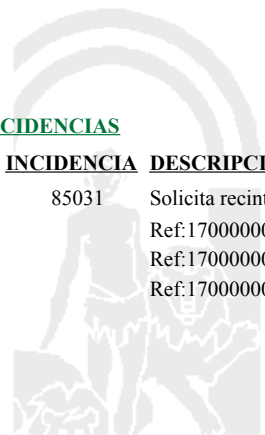 CIDENCIAS
INCIDENCIA DESCRIPCI
85031 Solicita recint
Ref:17000000
Ref:17000000
Ref:17000000